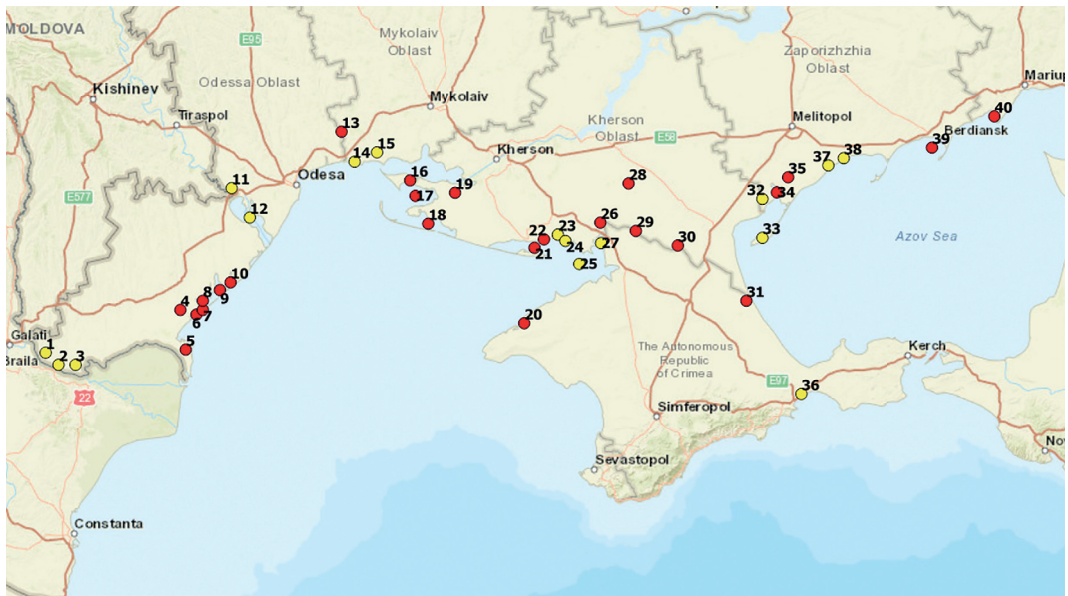 MOLDOVA
E95
Mykolaiv
Oblast
Zaporizhzhia
Oblast
Odessa Oblast
Kishinev
Mykolaiv
Mariup
Tiraspol
Kherson
Oblast
E58
Melitopol
40
Berdiansk
13
14
15
Kherson
39
37
38
Odesa
16
28
35
34
E577
11
17
19
32
12
18
26
29
22
23
21
24
27
30
33
Azov Sea
25
10
8
9
4
7
6
31
20
Galati
1
5
The Autonomous
Republic
of Crimea
Kerch
Braila
2
3
E97
36
22
Simferopol
Sevastopol
Nov
Constanta